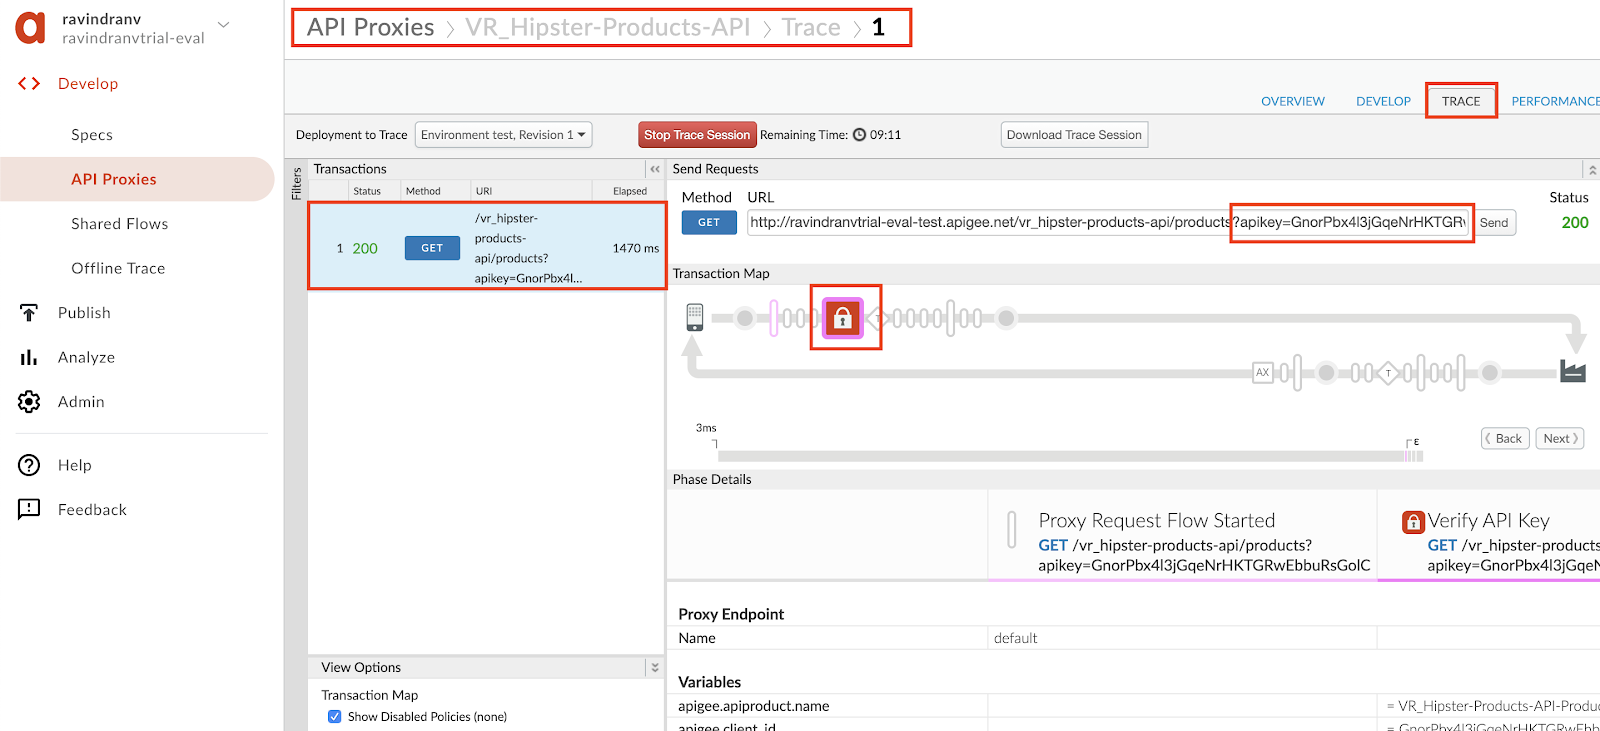 ravindranv
ravindranvtrial-eval
API Proxies > VR_Hipster-Products-API > Trace > 1
Develop
Specs
API Proxies
Shared Flows
Offline Trace
Publish
Analyze
Admin
Help
Feedback
OVERVIEW DEVELOP TRACE PERFORMANCE
Deployment to Trace Environment test, Revision 1 Stop Trace Session Remaining Time: 09:11 Download Trace Session
Filters
Transactions
Status Method URI Elapsed
1 200 GET /vr_hipster-
products-
api/products?
apikey=GnorPbx4l... 1470 ms
Send Requests
Method URL Status
GET http://ravindranvtrial-eval-test.apigee.net/vr_hipster-products-api/products?apikey=GnorPbx4l3jGqeNrHKTGR Send 200
Transaction Map
T
AX T
3ms
E
Back Next
Phase Details
Proxy Request Flow Started
GET /vr_hipster-products-api/products?
apikey=GnorPbx4l3jGqeNrHKTGRwEbbuRsGolC
Verify API Key
GET /vr_hipster-products
apikey=GnorPbx4l3jGqeN
Proxy Endpoint
Name default
Variables
apigee.apiproduct.name = VR_Hipster-Products-API-Produ
apigee.client_id = GnorPbx4l3jGqeNrHKTGRwEbb
View Options
Transaction Map
Show Disabled Policies (none)